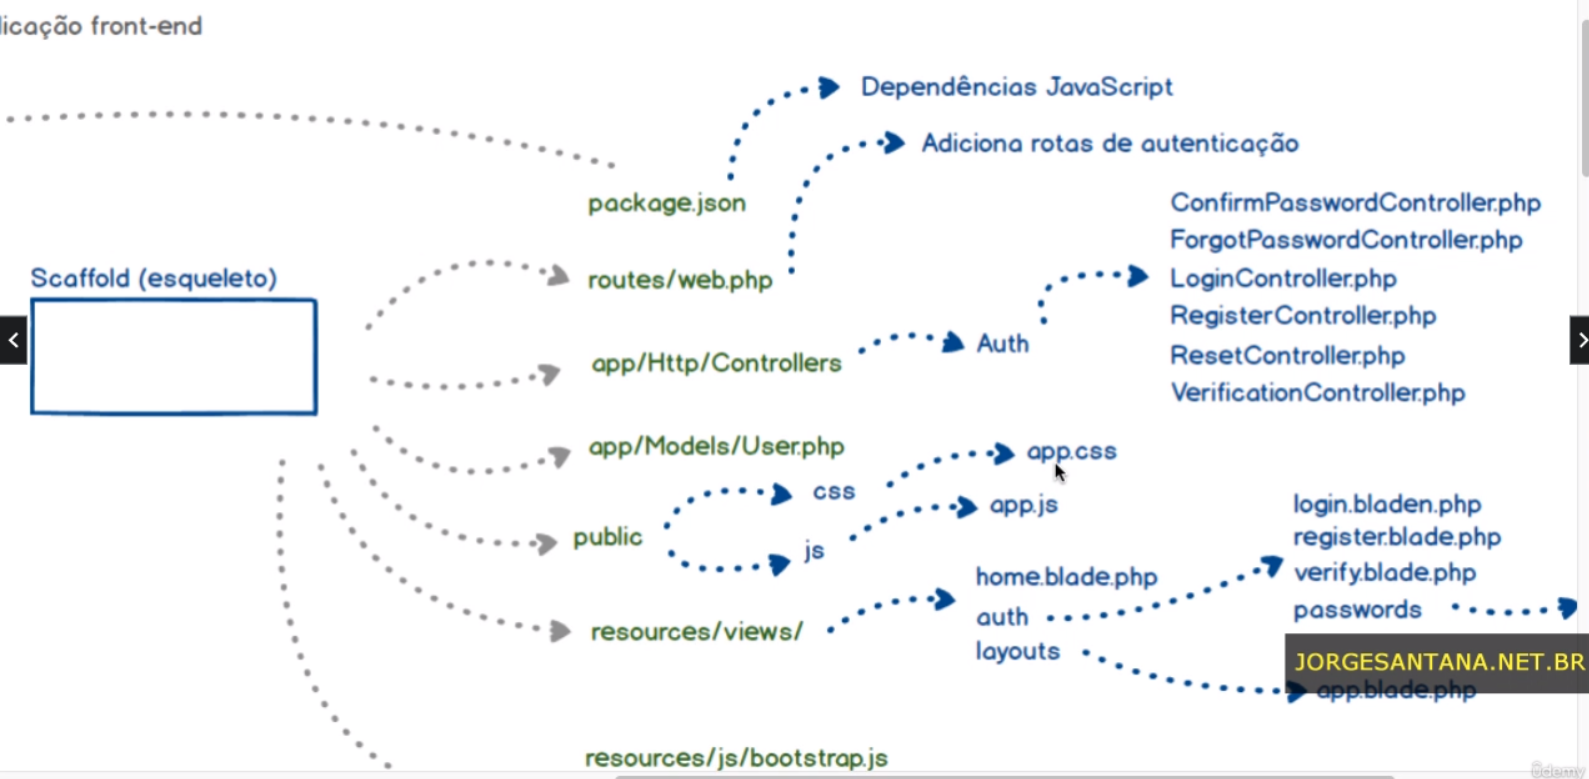 licação front-end
Dependências JavaScript
Adiciona rotas de autenticação
package.json
ConfirmPasswordController.php
ForgotPasswordController.php
Scaffold (esqueleto)
routes/web.php
LoginController.php
RegisterController.php
Auth
app/Http/Controllers
ResetController.php
VerificationController.php
app/Models/User.php
app.css
css
app.js
login.bladen.php
public
js
register.blade.php
home.blade.php
verify.blade.php
auth
passwords
resources/views/
layouts
JORGESANTANA.NET.BR
app.blade.php
resources/js/bootstrap.js
udemy